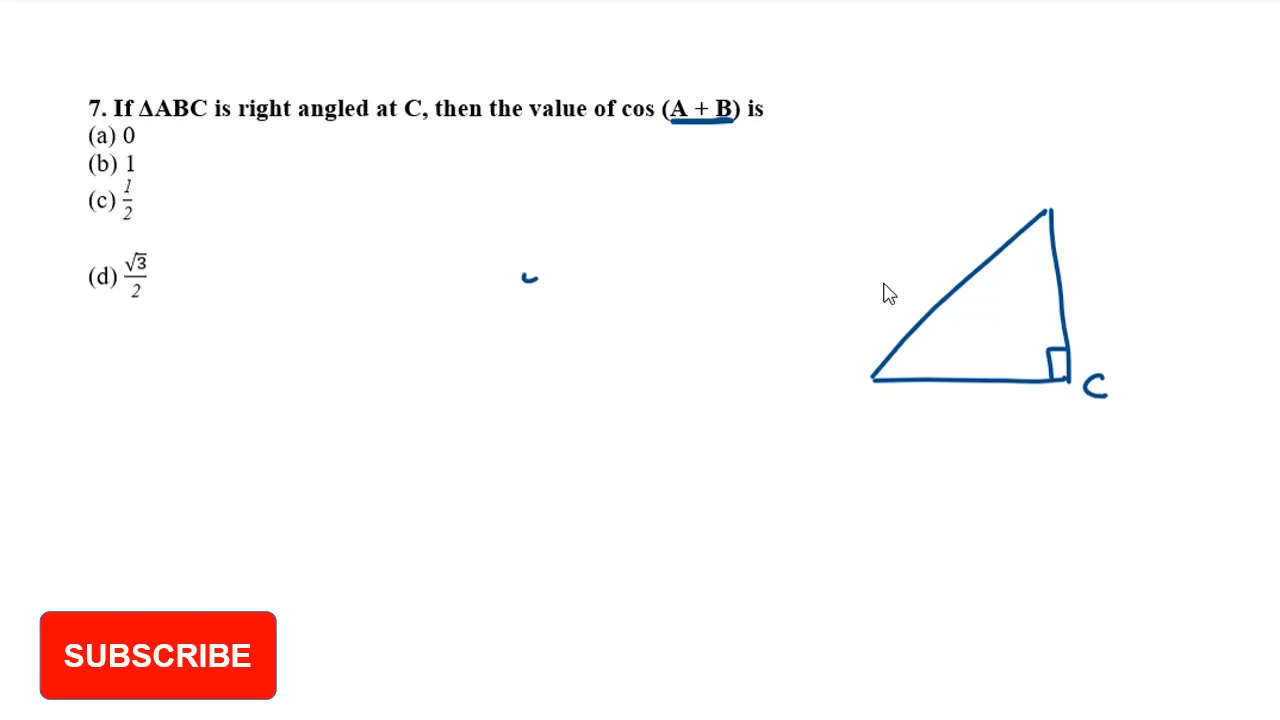 7. If ΔABC is right angled at C, then the value of cos (A + B) is
(a) 0
(b) 1
(c) 1/2
(d) √3/2
C
SUBSCRIBE